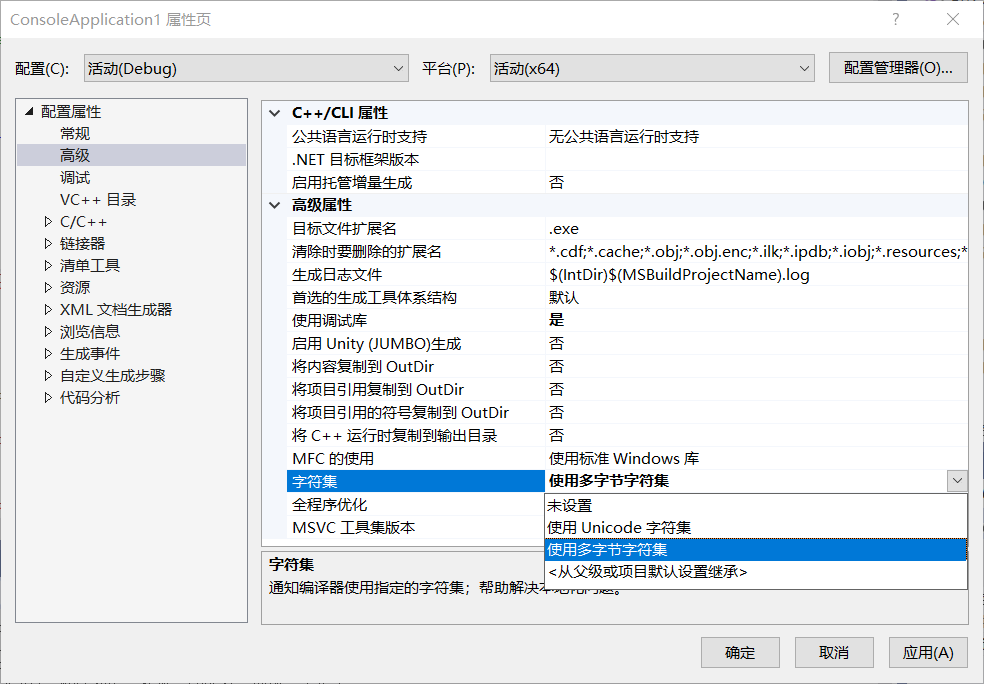 ConsoleApplication1 属性页
?
配置(C): 活动(Debug) 平台(P): 活动(x64) 配置管理器(O)...
配置属性
常规
高级
调试
VC++ 目录
C/C++
链接器
清单工具
资源
XML 文档生成器
浏览信息
生成事件
自定义生成步骤
代码分析
C++/CLI 属性
公共语言运行时支持 无公共语言运行时支持
.NET 目标框架版本
启用托管增量生成 否
高级属性
目标文件扩展名 .exe
清除时要删除的扩展名 *.cdf;*.cache;*.obj;*.obj.enc;*.ilk;*.ipdb;*.iobj;*.resources;*
生成日志文件 $(IntDir)$(MSBuildProjectName).log
首选的生成工具体系结构 默认
使用调试库 是
启用 Unity (JUMBO)生成 否
将内容复制到 OutDir 否
将项目引用复制到 OutDir 否
将项目引用的符号复制到 OutDir 否
将 C++ 运行时复制到输出目录 否
MFC 的使用 使用标准 Windows 库
字符集 使用多字节字符集
全程序优化
MSVC 工具集版本
未设置
使用 Unicode 字符集
使用多字节字符集
<从父级或项目默认设置继承>
字符集
通知编译器使用指定的字符集；帮助解决本地化问题。
确定 取消 应用(A)